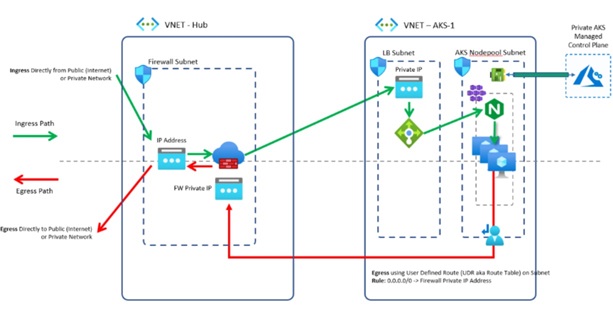 VNET - Hub
VNET – AKS-1
Private AKS
Managed
Control Plane
Firewall Subnet
LB Subnet
AKS Nodepool Subnet
Private IP
Ingress Directly from Public (Internet)
or Private Network
Ingress Path
IP Address
Egress Path
FW Private IP
Egress Directly to Public (Internet)
or Private Network
Egress using User Defined Route (UDR aka Route Table) on Subnet
Rule: 0.0.0.0/0 -> Firewall Private IP Address